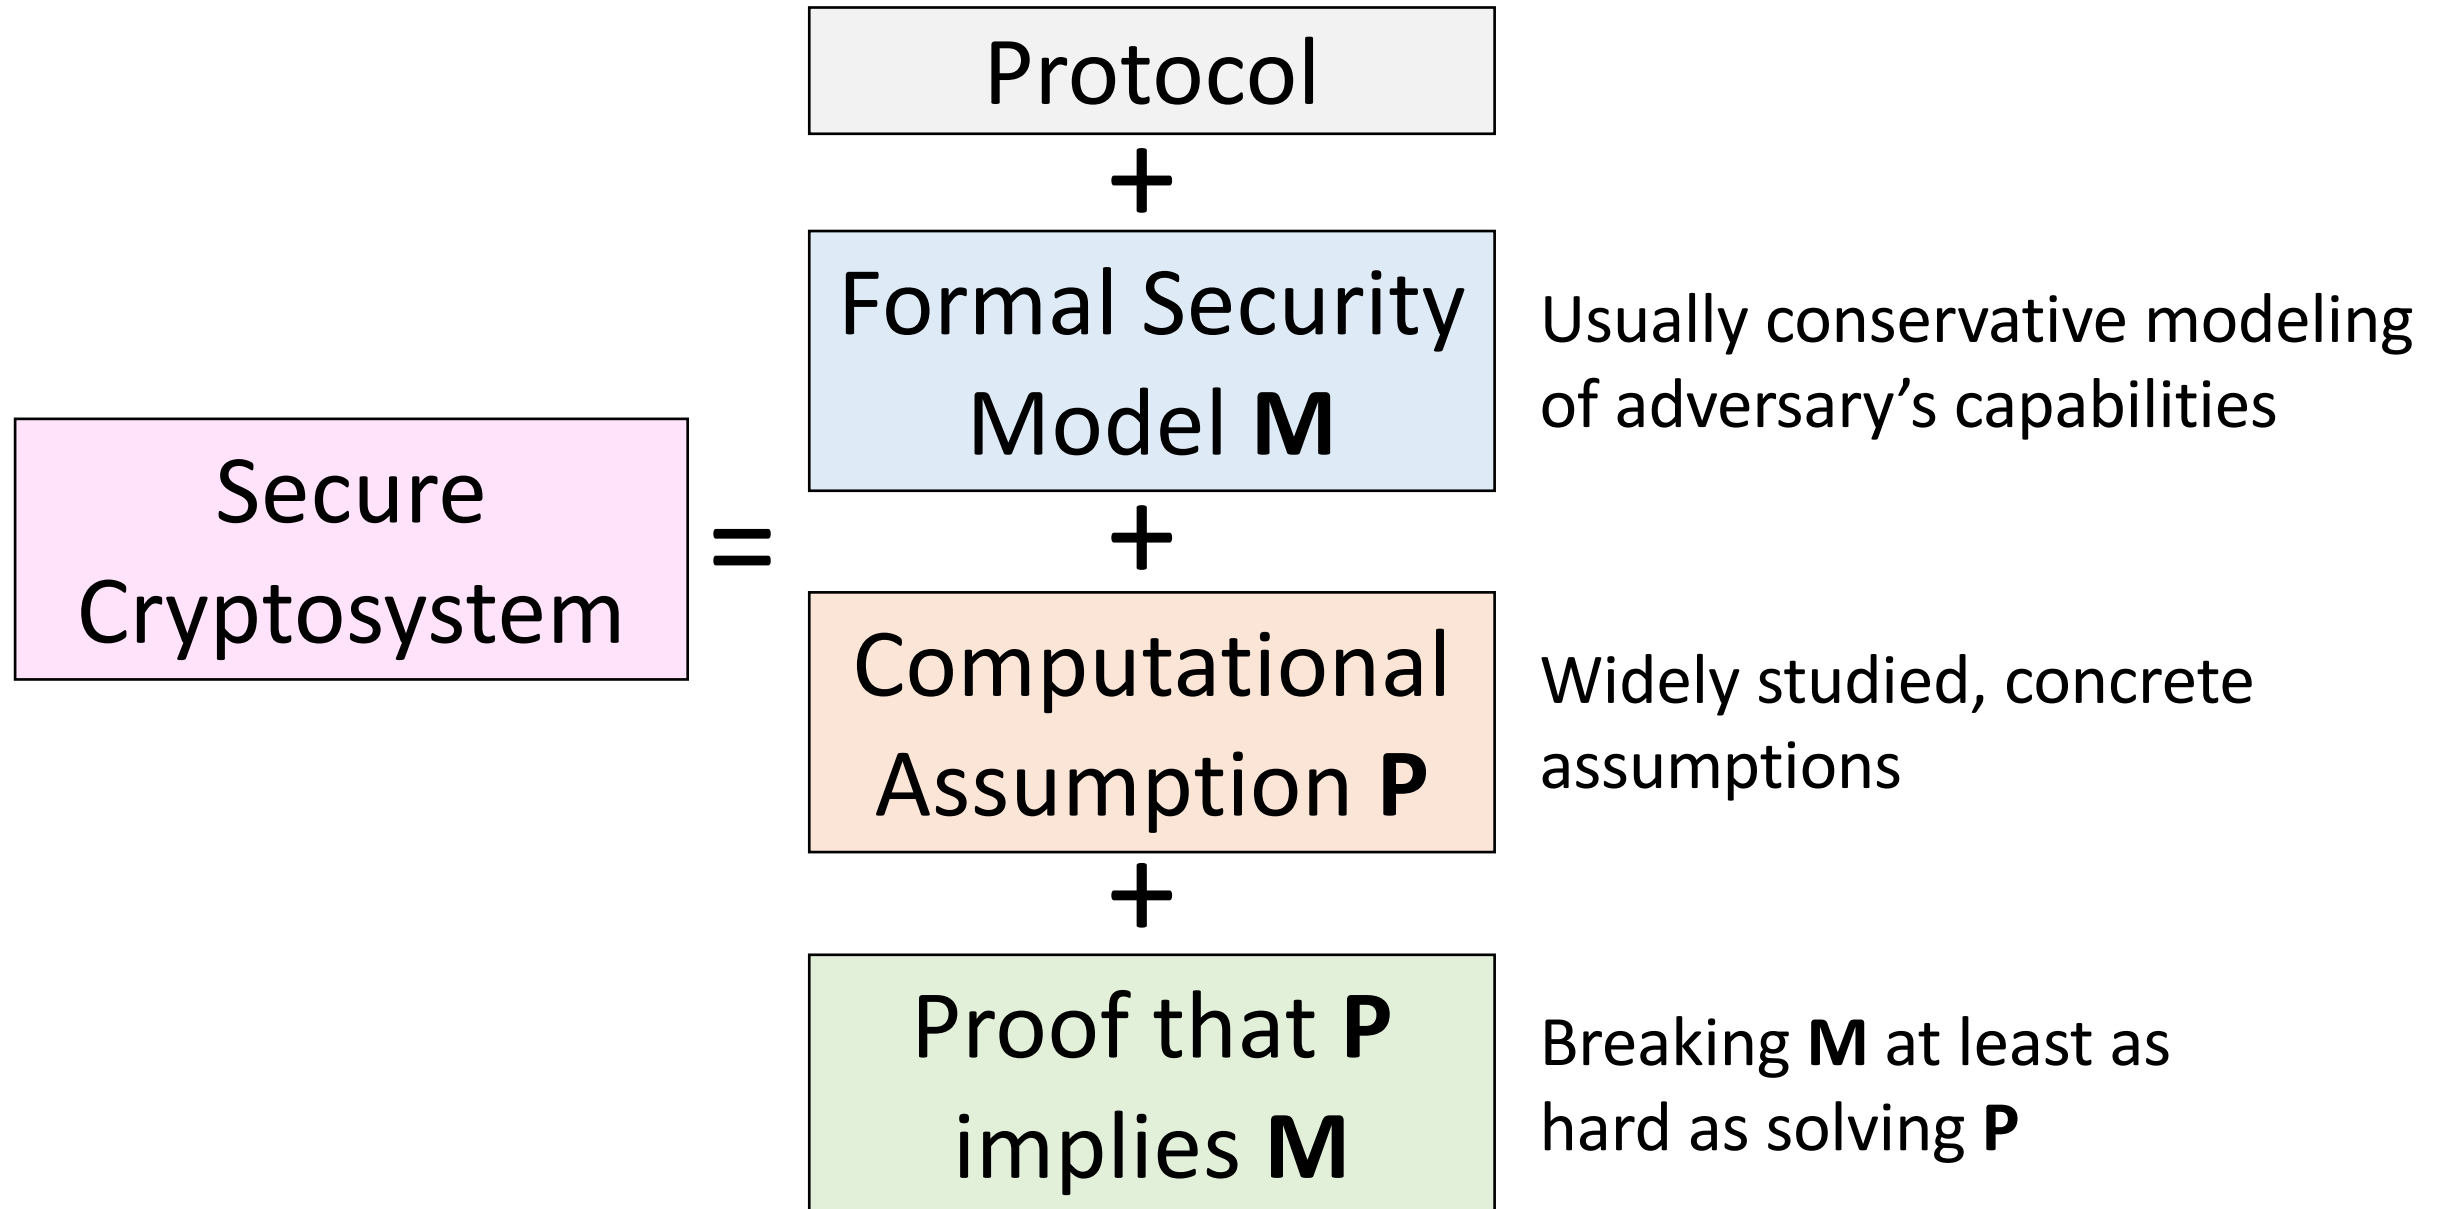 Protocol
+
Formal Security
Model M
Usually conservative modeling
of adversary’s capabilities
Secure
Cryptosystem
=
+
Computational
Assumption P
Widely studied, concrete
assumptions
+
Proof that P
implies M
Breaking M at least as
hard as solving P